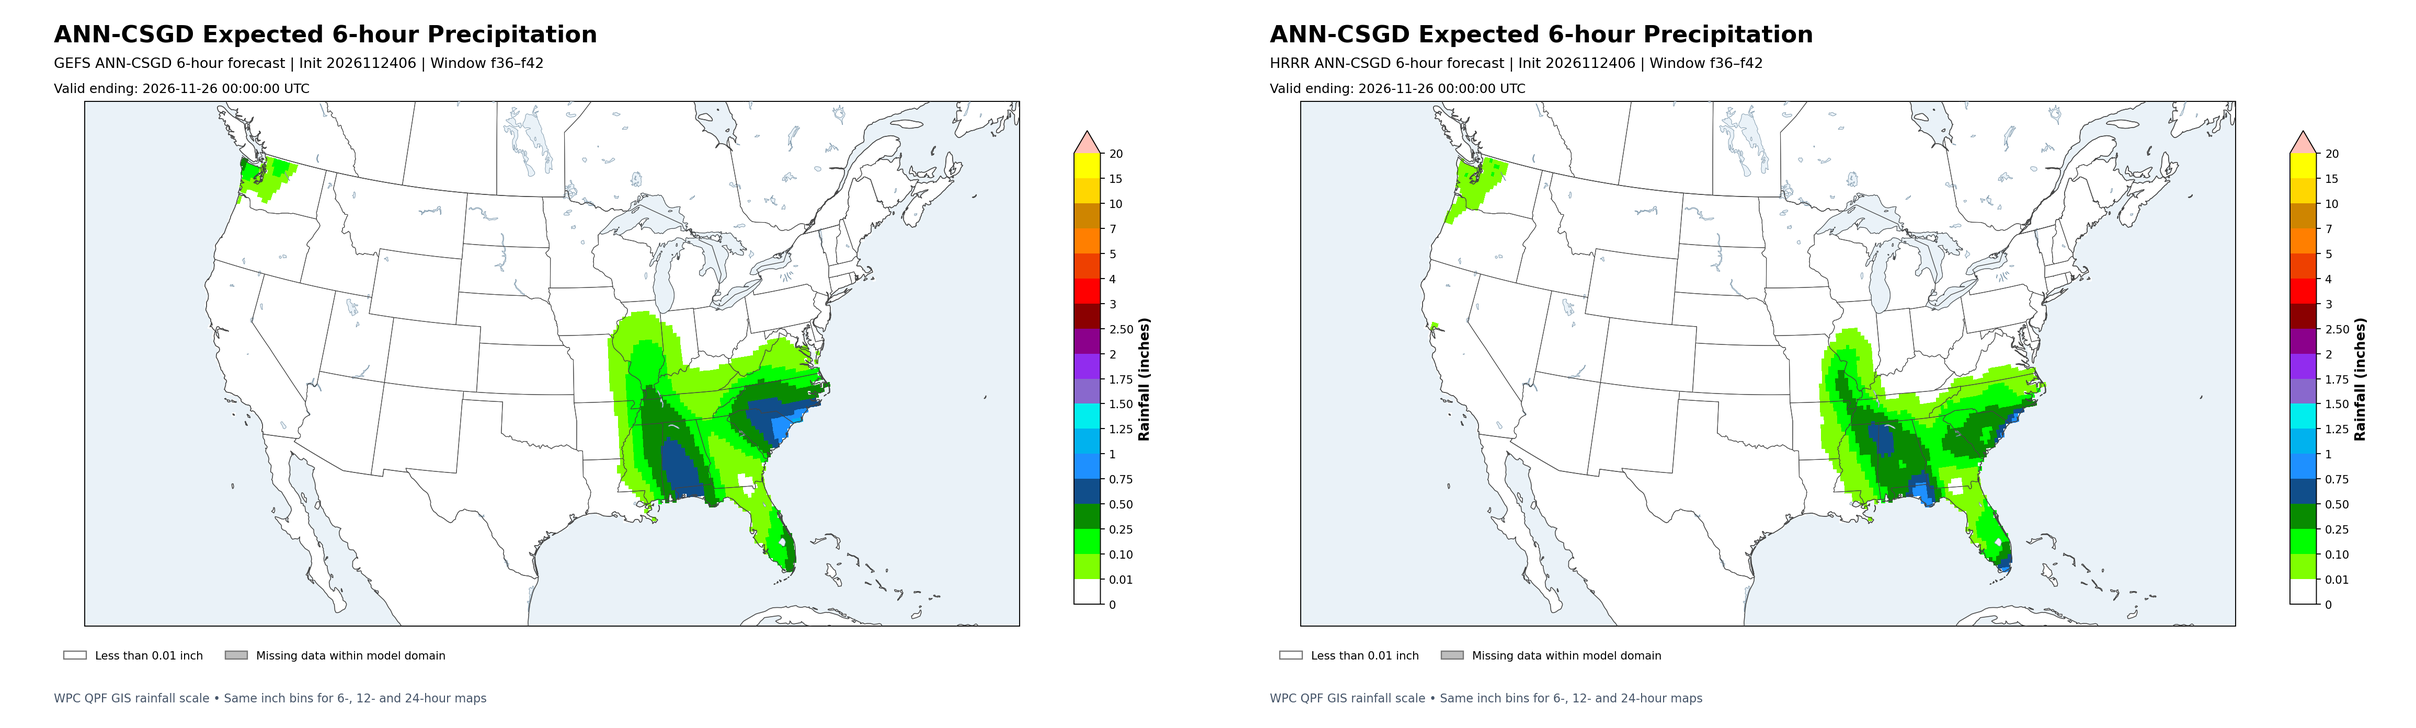 ANN-CSGD Expected 6-hour Precipitation
GEFS ANN-CSGD 6-hour forecast | Init 2026112406 | Window f36–f42
Valid ending: 2026-11-26 00:00:00 UTC
20
15
10
7
5
4
3
2.50
2
1.75
1.50
1.25
1
0.75
0.50
0.25
0.10
0.01
0
Rainfall (inches)
Less than 0.01 inch
Missing data within model domain
WPC QPF GIS rainfall scale • Same inch bins for 6-, 12- and 24-hour maps
ANN-CSGD Expected 6-hour Precipitation
HRRR ANN-CSGD 6-hour forecast | Init 2026112406 | Window f36–f42
Valid ending: 2026-11-26 00:00:00 UTC
20
15
10
7
5
4
3
2.50
2
1.75
1.50
1.25
1
0.75
0.50
0.25
0.10
0.01
0
Rainfall (inches)
Less than 0.01 inch
Missing data within model domain
WPC QPF GIS rainfall scale • Same inch bins for 6-, 12- and 24-hour maps